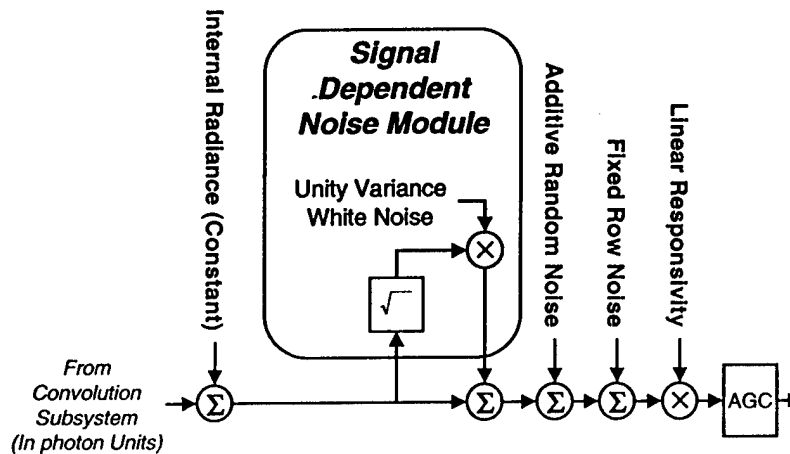 Internal Radiance (Constant)
Signal
Dependent
Noise Module
Unity Variance
White Noise
×
√
Additive Random Noise
Fixed Row Noise
Linear Responsivity
From
Convolution
Subsystem
(In photon Units)
Σ
Σ
Σ
Σ
×
AGC